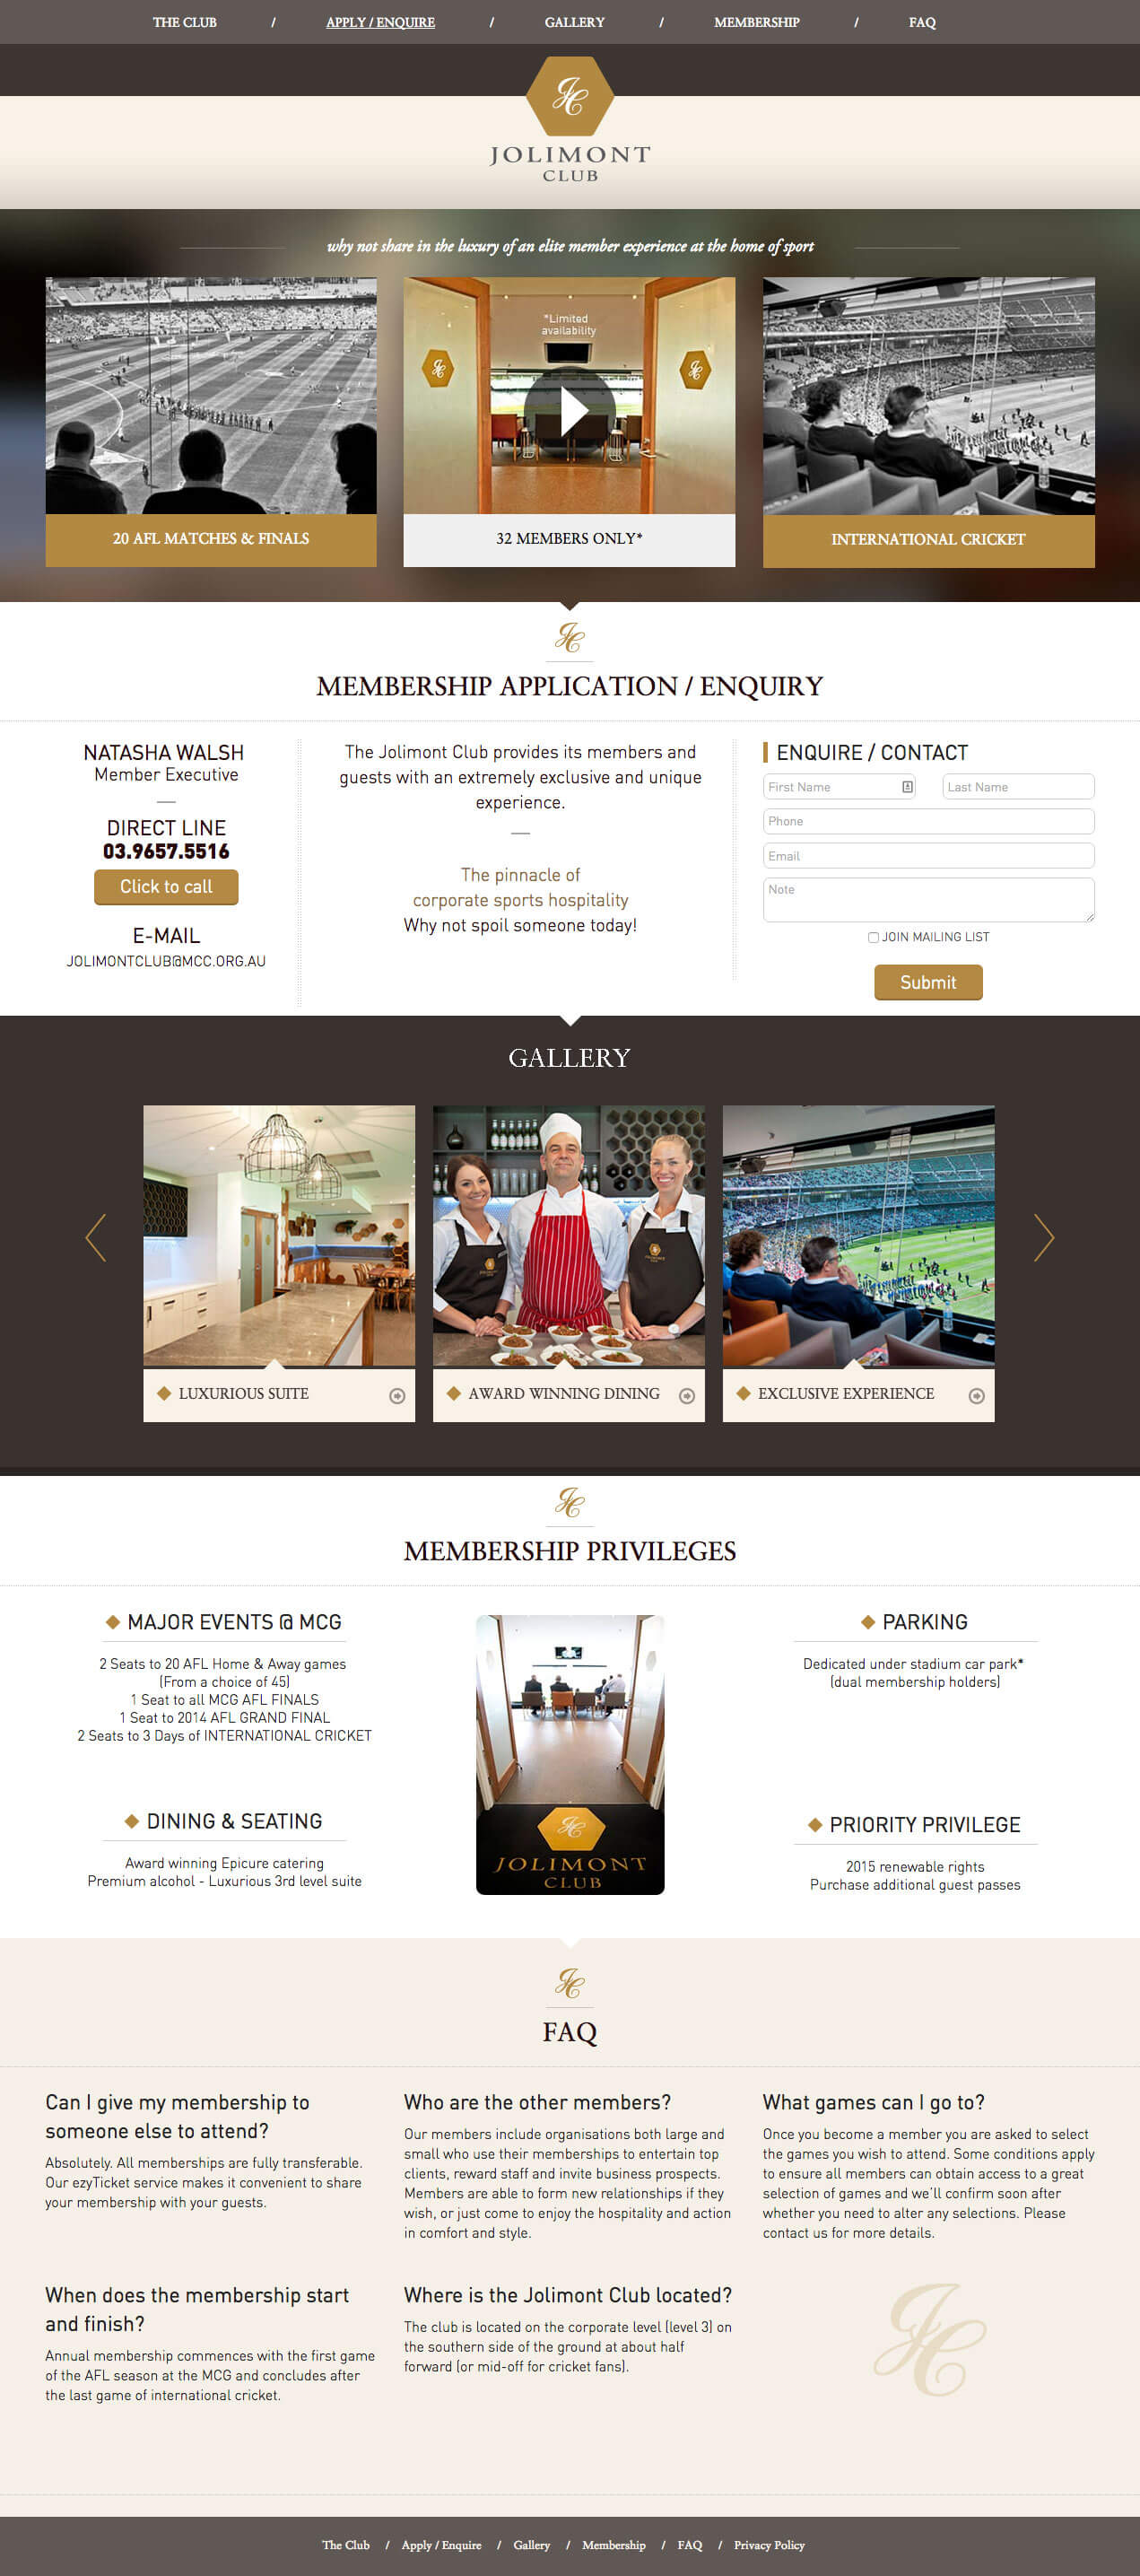 THE CLUB / APPLY / ENQUIRE / GALLERY / MEMBERSHIP / FAQ
JC
JOLIMONT
CLUB
why not share in the luxury of an elite member experience at the home of sport
*Limited
availability
JC
JC
20 AFL MATCHES & FINALS
32 MEMBERS ONLY*
INTERNATIONAL CRICKET
JC
MEMBERSHIP APPLICATION / ENQUIRY
NATASHA WALSH
Member Executive
DIRECT LINE
03.9657.5516
Click to call
E-MAIL
JOLIMONTCLUB@MCC.ORG.AU
The Jolimont Club provides its members and
guests with an extremely exclusive and unique
experience.
The pinnacle of
corporate sports hospitality
Why not spoil someone today!
ENQUIRE / CONTACT
First Name
Last Name
Phone
Email
Note
JOIN MAILING LIST
Submit
GALLERY
LUXURIOUS SUITE
AWARD WINNING DINING
EXCLUSIVE EXPERIENCE
JC
MEMBERSHIP PRIVILEGES
MAJOR EVENTS @ MCG
2 Seats to 20 AFL Home & Away games
(From a choice of 45)
1 Seat to all MCG AFL FINALS
1 Seat to 2014 AFL GRAND FINAL
2 Seats to 3 Days of INTERNATIONAL CRICKET
DINING & SEATING
Award winning Epicure catering
Premium alcohol - Luxurious 3rd level suite
JC
JOLIMONT
CLUB
PARKING
Dedicated under stadium car park*
(dual membership holders)
PRIORITY PRIVILEGE
2015 renewable rights
Purchase additional guest passes
JC
FAQ
Can I give my membership to
someone else to attend?
Absolutely. All memberships are fully transferable.
Our ezyTicket service makes it convenient to share
your membership with your guests.
Who are the other members?
Our members include organisations both large and
small who use their memberships to entertain top
clients, reward staff and invite business prospects.
Members are able to form new relationships if they
wish, or just come to enjoy the hospitality and action
in comfort and style.
What games can I go to?
Once you become a member you are asked to select
the games you wish to attend. Some conditions apply
to ensure all members can obtain access to a great
selection of games and we'll confirm soon after
whether you need to alter any selections. Please
contact us for more details.
When does the membership start
and finish?
Annual membership commences with the first game
of the AFL season at the MCG and concludes after
the last game of international cricket.
Where is the Jolimont Club located?
The club is located on the corporate level (level 3) on
the southern side of the ground at about half
forward (or mid-off for cricket fans).
JC
The Club / Apply / Enquire / Gallery / Membership / FAQ / Privacy Policy